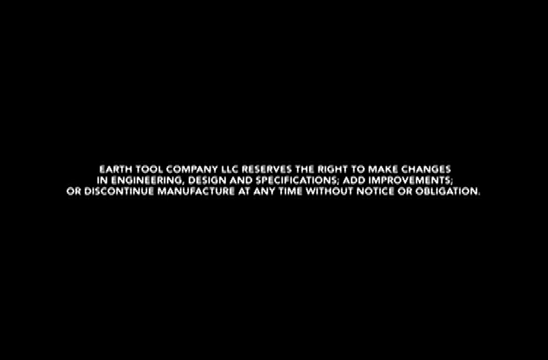 EARTH TOOL COMPANY LLC RESERVES THE RIGHT TO MAKE CHANGES
IN ENGINEERING, DESIGN AND SPECIFICATIONS; ADD IMPROVEMENTS;
OR DISCONTINUE MANUFACTURE AT ANY TIME WITHOUT NOTICE OR OBLIGATION.